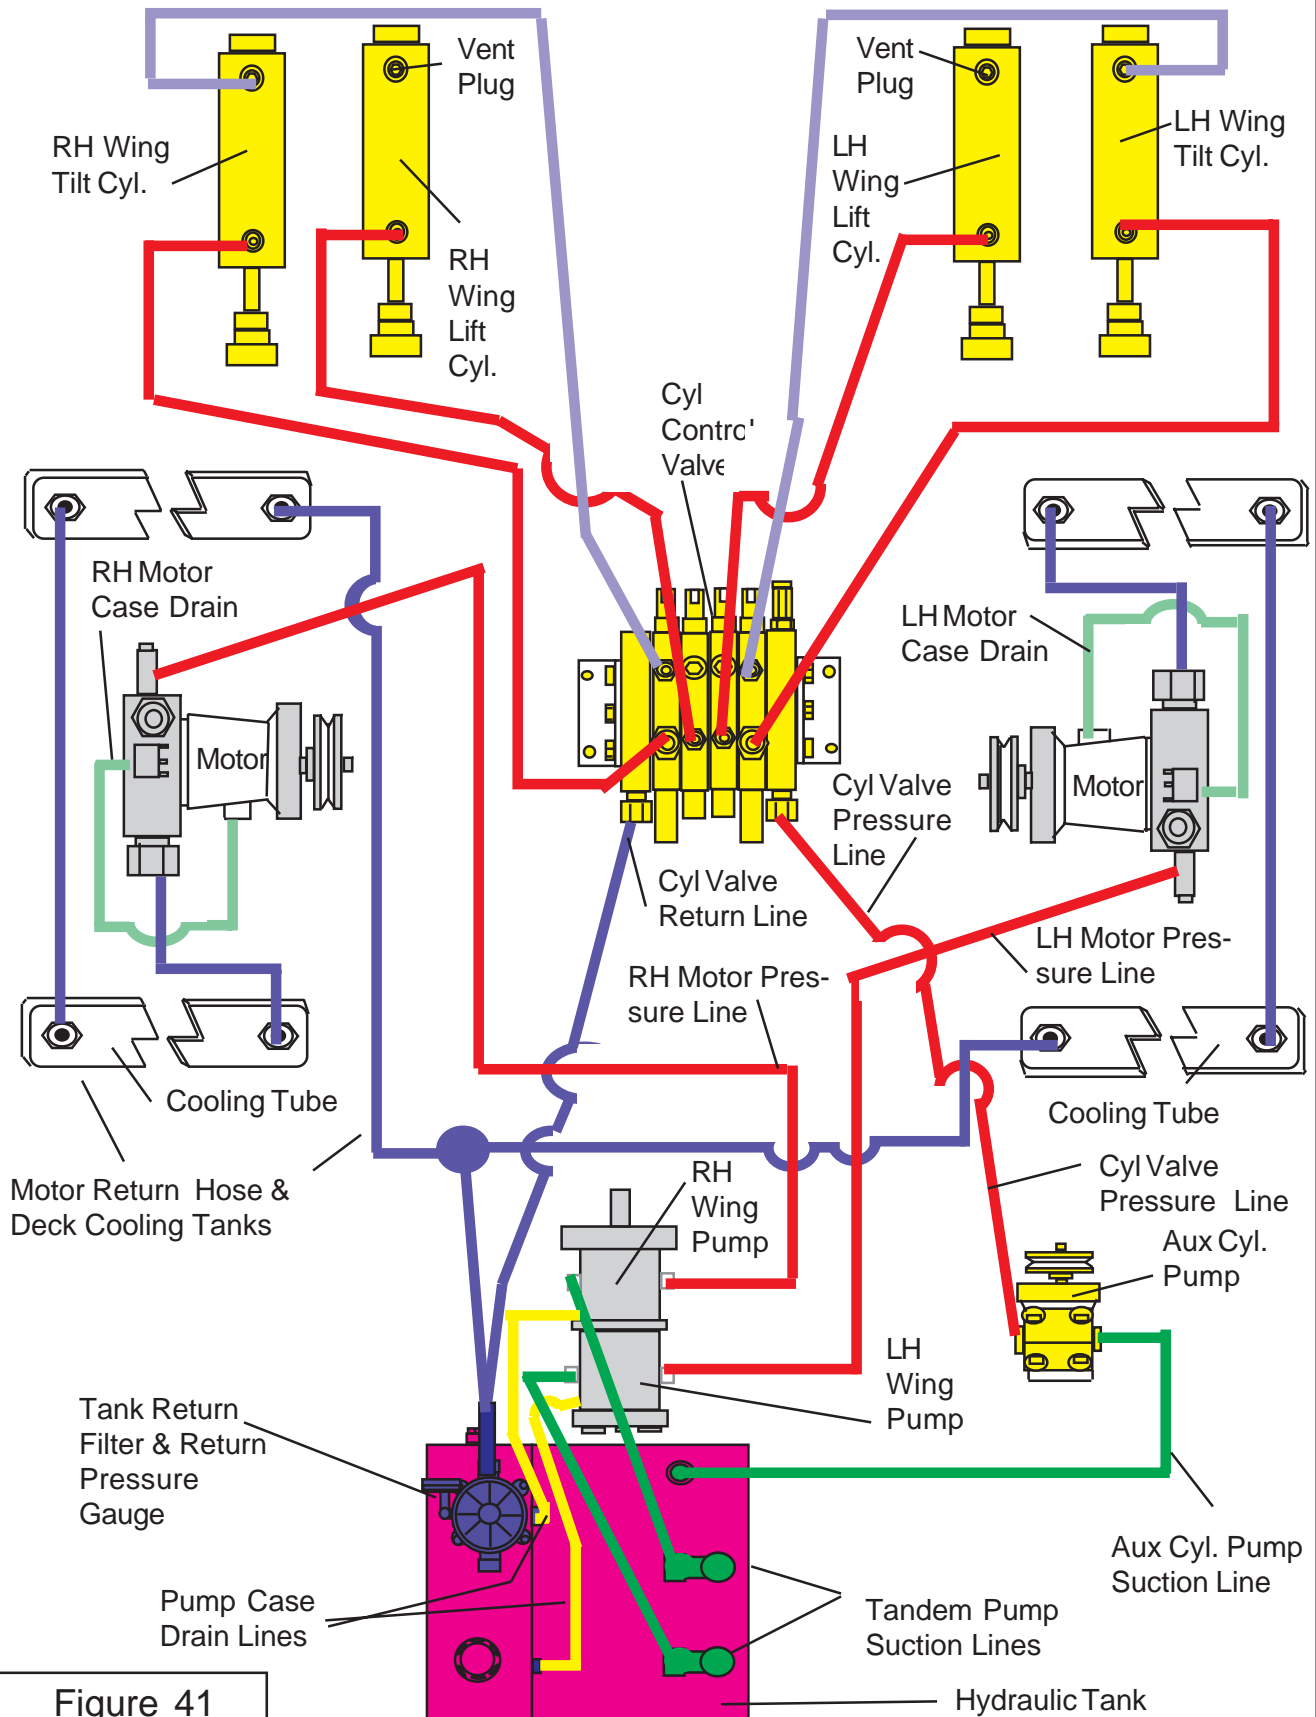 Vent
Plug
Vent
Plug
RH Wing
Tilt Cyl.
LH
Wing
Lift
Cyl.
LH Wing
Tilt Cyl.
RH
Wing
Lift
Cyl.
Cyl
Control
Valve
RH Motor
Case Drain
LH Motor
Case Drain
Motor
Motor
Cyl Valve
Pressure
Line
Cyl Valve
Return Line
LH Motor Pres-
sure Line
RH Motor Pres-
sure Line
Cooling Tube
Cooling Tube
Motor Return Hose &
Deck Cooling Tanks
RH
Wing
Pump
Cyl Valve
Pressure Line
Aux Cyl.
Pump
LH
Wing
Pump
Tank Return
Filter & Return
Pressure
Gauge
Aux Cyl. Pump
Suction Line
Pump Case
Drain Lines
Tandem Pump
Suction Lines
Hydraulic Tank
Figure 41